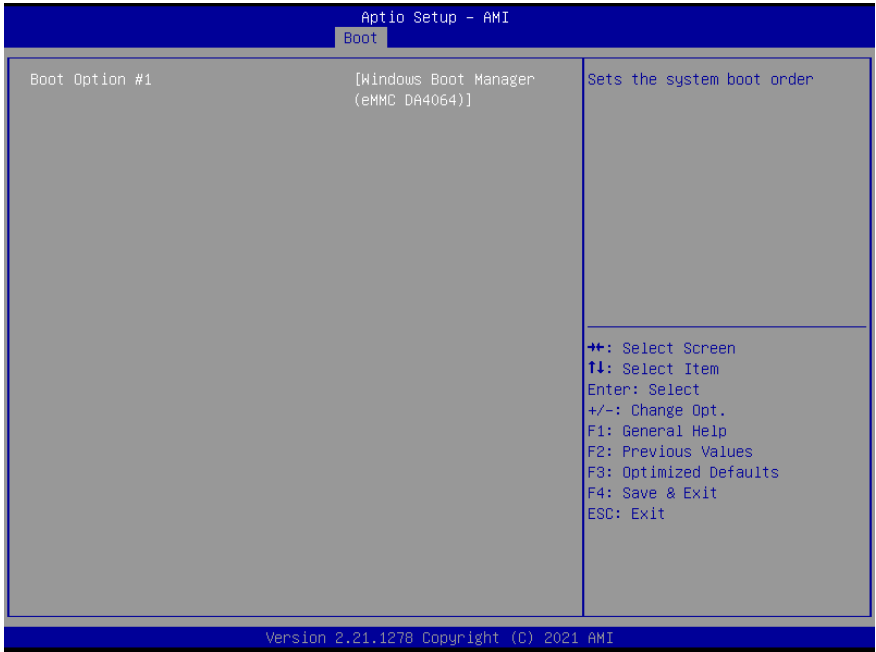 Aptio Setup – AMI
Boot
Boot Option #1 [Windows Boot Manager
(eMMC DA4064)]
Sets the system boot order
→←: Select Screen
↑↓: Select Item
Enter: Select
+/-: Change Opt.
F1: General Help
F2: Previous Values
F3: Optimized Defaults
F4: Save & Exit
ESC: Exit
Version 2.21.1278 Copyright (C) 2021 AMI